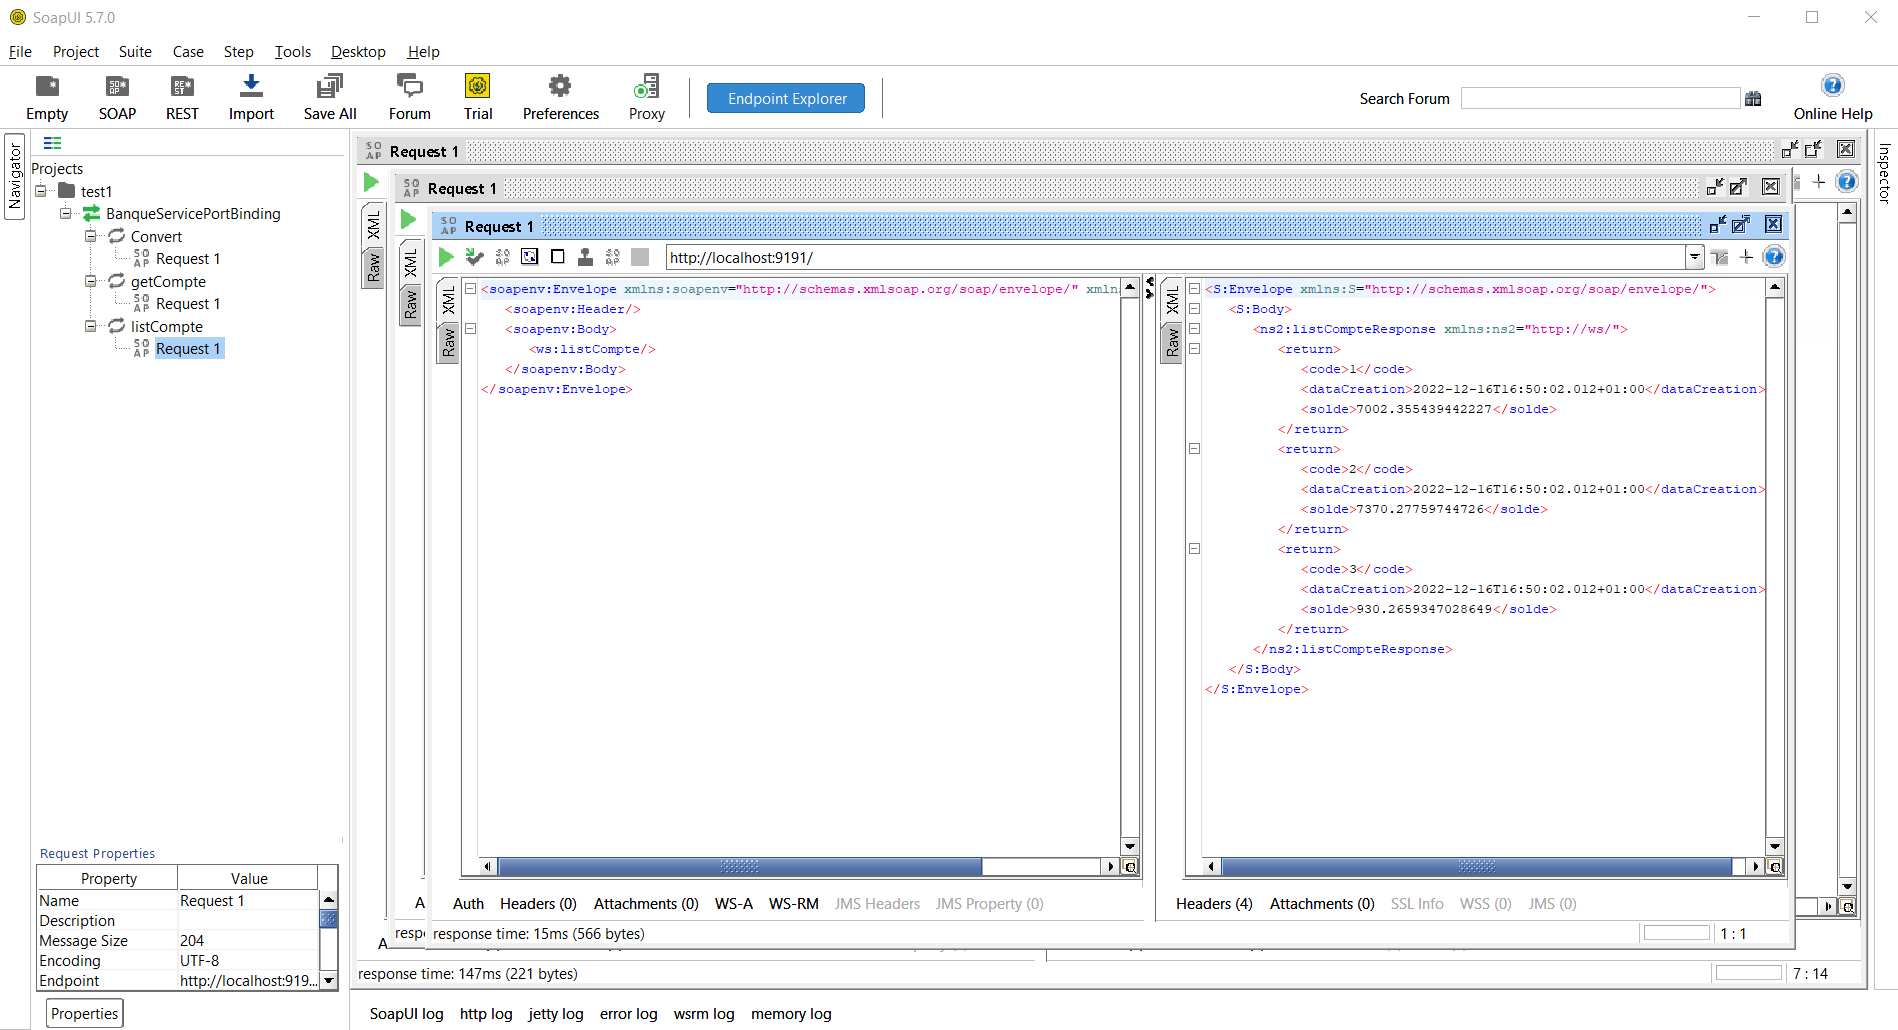 SoapUI 5.7.0
File Project Suite Case Step Tools Desktop Help
Empty SOAP REST Import Save All Forum Trial Preferences Proxy Endpoint Explorer Search Forum Online Help
Navigator
Inspector
Projects
test1
BanqueServicePortBinding
Convert
Request 1
getCompte
Request 1
listCompte
Request 1
Request 1
Request 1
Request 1
XML
Raw
XML
Raw
http://localhost:9191/
XML
Raw
<soapenv:Envelope xmlns:soapenv="http://schemas.xmlsoap.org/soap/envelope/" xmln
<soapenv:Header/>
<soapenv:Body>
<ws:listCompte/>
</soapenv:Body>
</soapenv:Envelope>
XML
Raw
<S:Envelope xmlns:S="http://schemas.xmlsoap.org/soap/envelope/">
<S:Body>
<ns2:listCompteResponse xmlns:ns2="http://ws/">
<return>
<code>1</code>
<dataCreation>2022-12-16T16:50:02.012+01:00</dataCreation>
<solde>7002.355439442227</solde>
</return>
<return>
<code>2</code>
<dataCreation>2022-12-16T16:50:02.012+01:00</dataCreation>
<solde>7370.27759744726</solde>
</return>
<return>
<code>3</code>
<dataCreation>2022-12-16T16:50:02.012+01:00</dataCreation>
<solde>930.2659347028649</solde>
</return>
</ns2:listCompteResponse>
</S:Body>
</S:Envelope>
A Auth Headers (0) Attachments (0) WS-A WS-RM JMS Headers JMS Property (0)
Headers (4) Attachments (0) SSL Info WSS (0) JMS (0)
resp response time: 15ms (566 bytes) 1 : 1
A
response time: 147ms (221 bytes) 7 : 14
Request Properties
Property Value
Name Request 1
Description
Message Size 204
Encoding UTF-8
Endpoint http://localhost:919...
Properties
SoapUI log http log jetty log error log wsrm log memory log